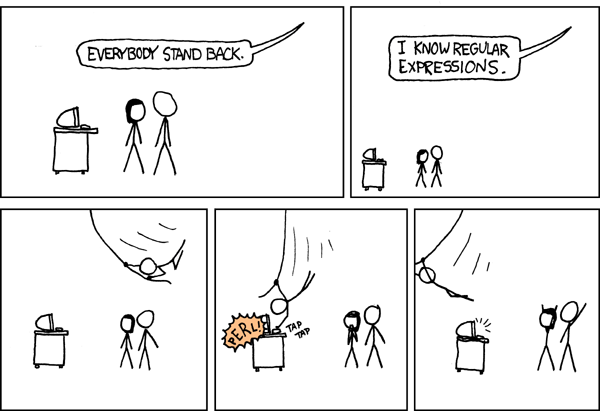 EVERYBODY STAND BACK.
I KNOW REGULAR
EXPRESSIONS.
PERL!
TAP
TAP